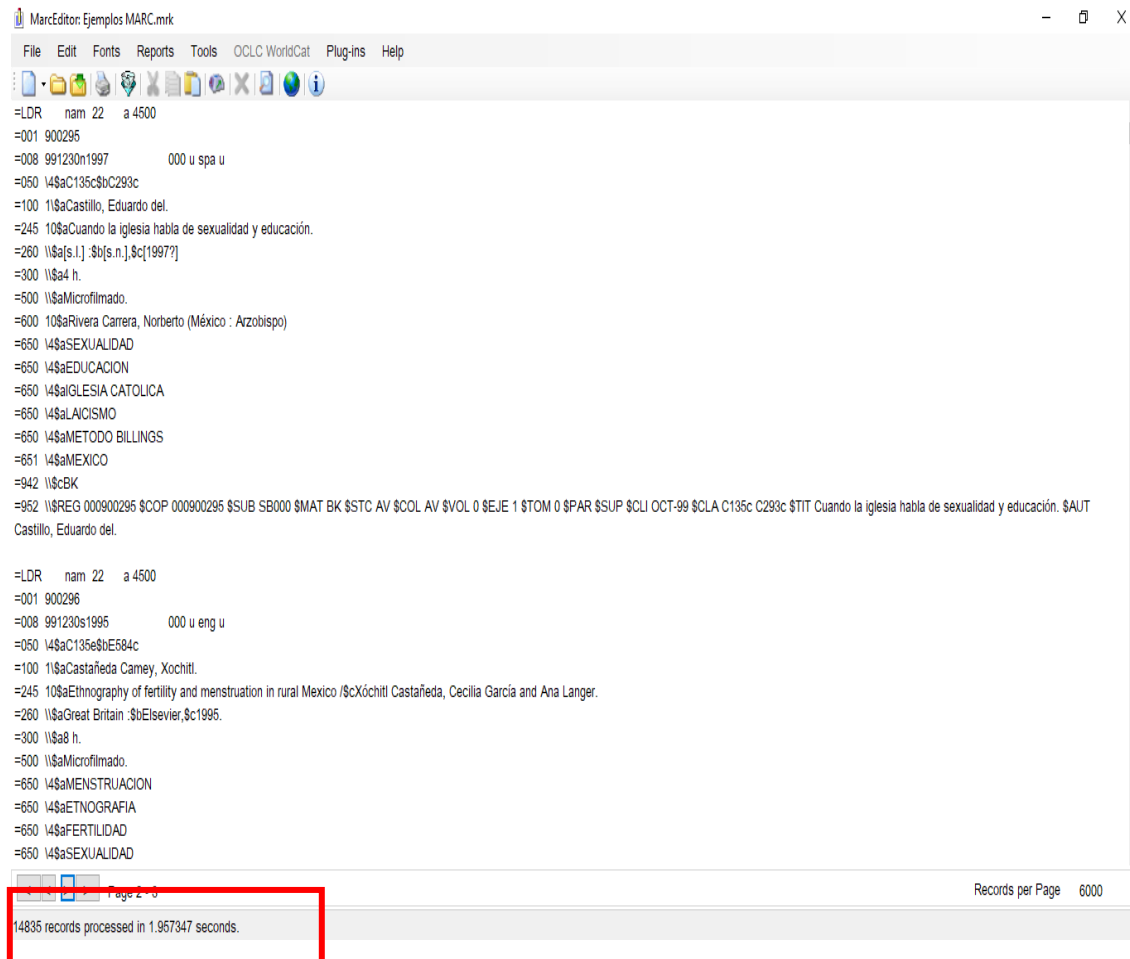 MarcEditor: Ejemplos MARC.mrk
File Edit Fonts Reports Tools OCLC WorldCat Plug-ins Help
=LDR nam 22 a 4500
=001 900295
=008 991230n1997 000 u spa u
=050 \4$aC135c$bC293c
=100 1\$aCastillo, Eduardo del.
=245 10$aCuando la iglesia habla de sexualidad y educación.
=260 \\$a[s.l.] :$b[s.n.],$c[1997?]
=300 \\$a4 h.
=500 \\$aMicrofilmado.
=600 10$aRivera Carrera, Norberto (México : Arzobispo)
=650 \4$aSEXUALIDAD
=650 \4$aEDUCACION
=650 \4$aIGLESIA CATOLICA
=650 \4$aLAICISMO
=650 \4$aMETODO BILLINGS
=651 \4$aMEXICO
=942 \\$cBK
=952 \\$REG 000900295 $COP 000900295 $SUB SB000 $MAT BK $STC AV $COL AV $VOL 0 $EJE 1 $TOM 0 $PAR $SUP $CLI OCT-99 $CLA C135c C293c $TIT Cuando la iglesia habla de sexualidad y educación. $AUT
Castillo, Eduardo del.
=LDR nam 22 a 4500
=001 900296
=008 991230s1995 000 u eng u
=050 \4$aC135e$bE584c
=100 1\$aCastañeda Camey, Xochitl.
=245 10$aEthnography of fertility and menstruation in rural Mexico /$cXóchitl Castañeda, Cecilia García and Ana Langer.
=260 \\$aGreat Britain :$bElsevier,$c1995.
=300 \\$a8 h.
=500 \\$aMicrofilmado.
=650 \4$aMENSTRUACION
=650 \4$aETNOGRAFIA
=650 \4$aFERTILIDAD
=650 \4$aSEXUALIDAD
Page 2 - Records per Page 6000
14835 records processed in 1.957347 seconds.